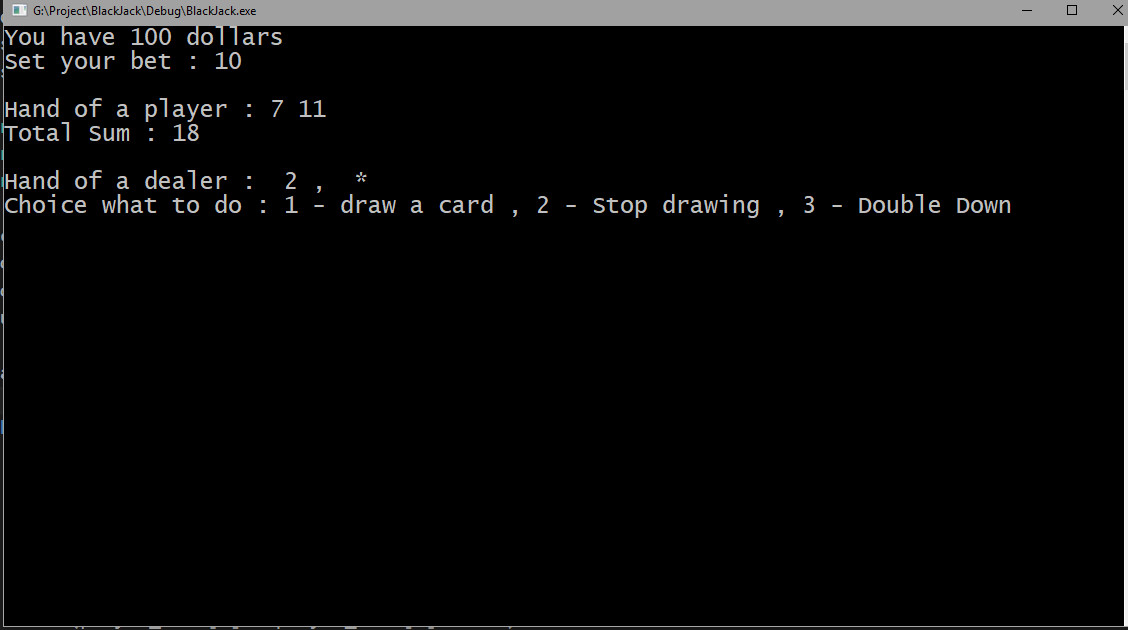 G:\Project\BlackJack\Debug\BlackJack.exe
You have 100 dollars
Set your bet : 10
Hand of a player : 7 11
Total Sum : 18
Hand of a dealer :  2 ,  *
Choice what to do : 1 - draw a card , 2 - Stop drawing , 3 - Double Down